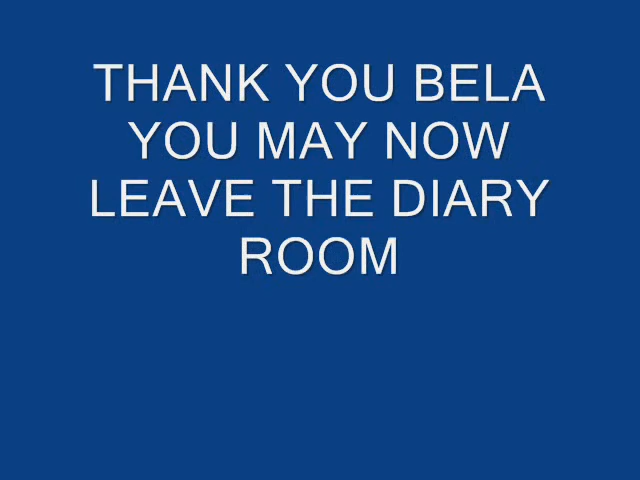 THANK YOU BELA
YOU MAY NOW
LEAVE THE DIARY
ROOM